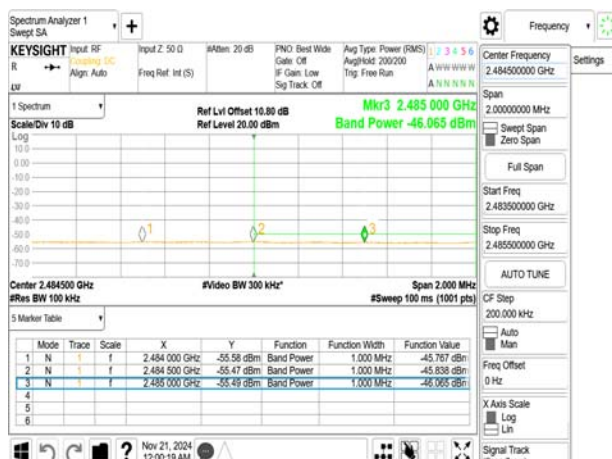 Spectrum Analyzer 1
Swept SA
Frequency
Settings
KEYSIGHT Input: RF Input Z: 50 Ω #Atten: 20 dB PNO: Best Wide Avg Type: Power (RMS) 1 2 3 4 5 6
R Coupling: DC Gate: Off Avg|Hold: 200/200 A W W W W W
Align: Auto Freq Ref: Int (S) IF Gain: Low Trig: Free Run
Sig Track: Off A N N N N N
1 Spectrum
Scale/Div 10 dB
Ref Lvl Offset 10.80 dB
Ref Level 20.00 dBm
Mkr3 2.485 000 GHz
Band Power -46.065 dBm
Log
10.0
0.00
-10.0
-20.0
-30.0
-40.0
-50.0
-60.0
-70.0
1
2
3
Center 2.484500 GHz #Video BW 300 kHz* Span 2.000 MHz
#Res BW 100 kHz #Sweep 100 ms (1001 pts)
5 Marker Table
Mode Trace Scale X Y Function Function Width Function Value
1 N 1 f 2.484 000 GHz -55.58 dBm Band Power 1.000 MHz -45.767 dBm
2 N 1 f 2.484 500 GHz -55.47 dBm Band Power 1.000 MHz -45.838 dBm
3 N 1 f 2.485 000 GHz -55.49 dBm Band Power 1.000 MHz -46.065 dBm
4
5
6
Nov 21, 2024
12:00:19 AM
Center Frequency
2.484500000 GHz
Span
2.00000000 MHz
Swept Span
Zero Span
Full Span
Start Freq
2.483500000 GHz
Stop Freq
2.485500000 GHz
AUTO TUNE
CF Step
200.000 kHz
Auto
Man
Freq Offset
0 Hz
X Axis Scale
Log
Lin
Signal Track